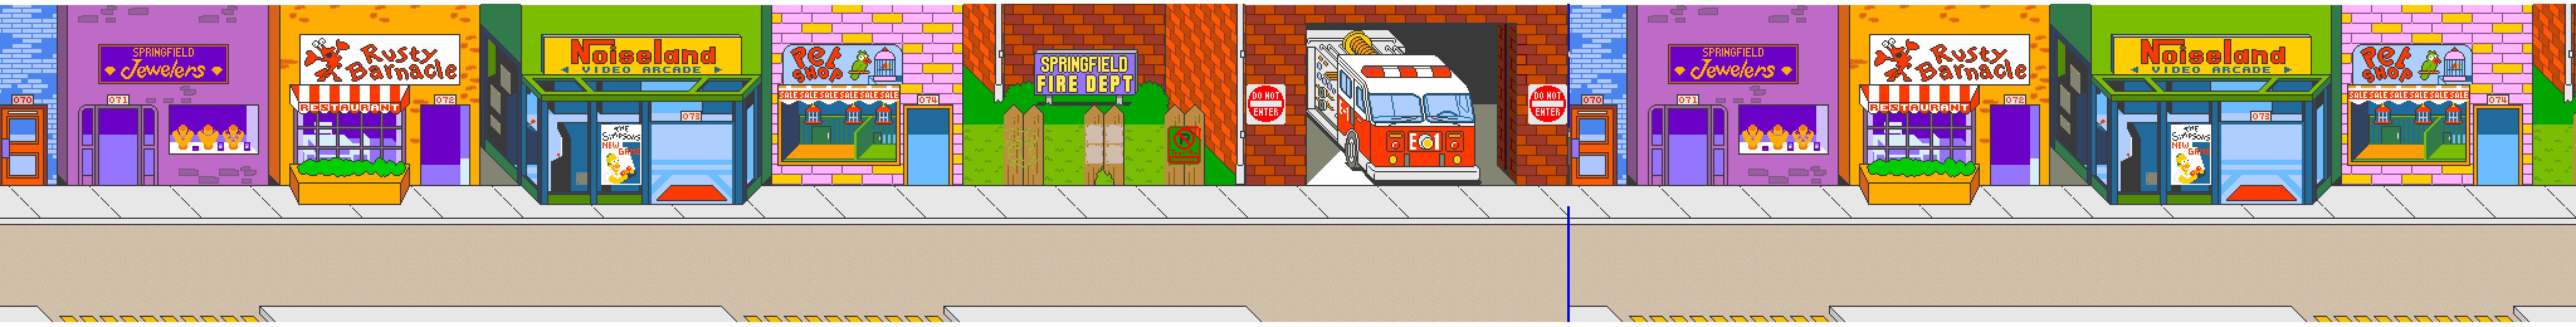 070
SPRINGFIELD
Jewelers
071
Rusty
Barnacle
RESTAURANT
072
Noiseland
VIDEO ARCADE
073
THE
SIMPSONS
NEW
GAME
PET
SHOP
SALE SALE SALE SALE SALE SALE
074
SPRINGFIELD
FIRE DEPT
DO NOT
ENTER
E 01
DO NOT
ENTER
070
SPRINGFIELD
Jewelers
071
Rusty
Barnacle
RESTAURANT
072
Noiseland
VIDEO ARCADE
073
THE
SIMPSONS
NEW
GAME
PET
SHOP
SALE SALE SALE SALE SALE SALE
074